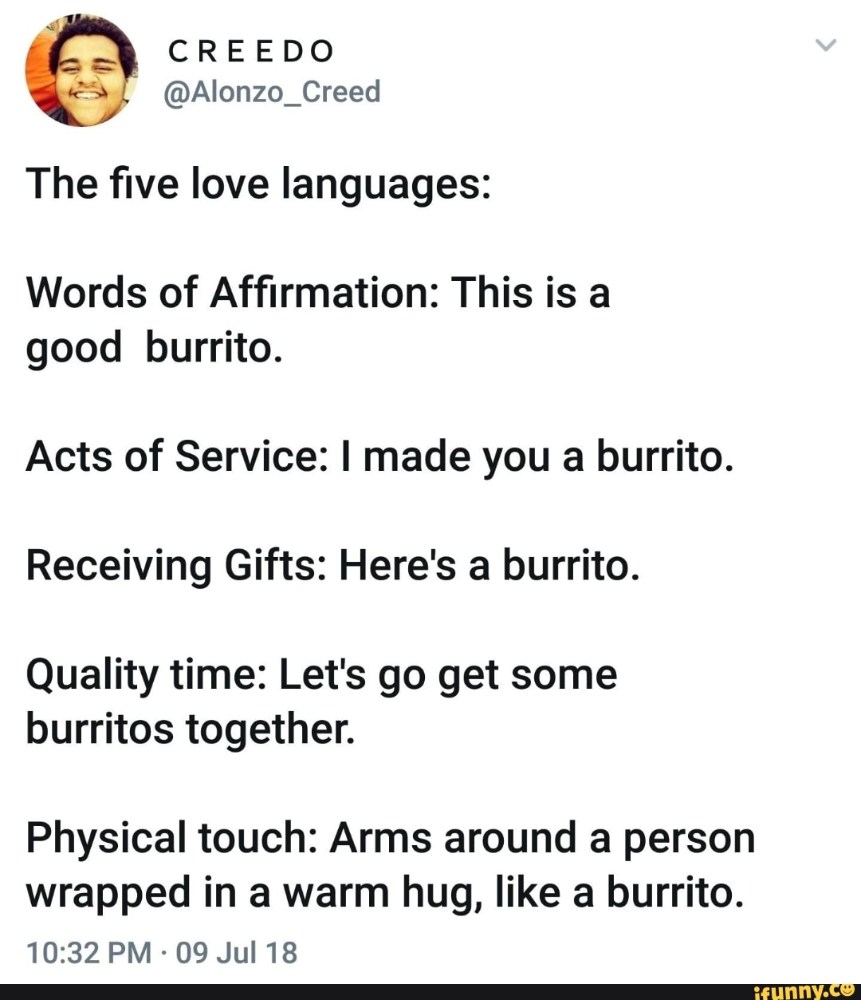 CREEDO
@Alonzo_Creed
The five love languages:
Words of Affirmation: This is a
good  burrito.
Acts of Service: I made you a burrito.
Receiving Gifts: Here's a burrito.
Quality time: Let's go get some
burritos together.
Physical touch: Arms around a person
wrapped in a warm hug, like a burrito.
10:32 PM · 09 Jul 18
ifunny.co